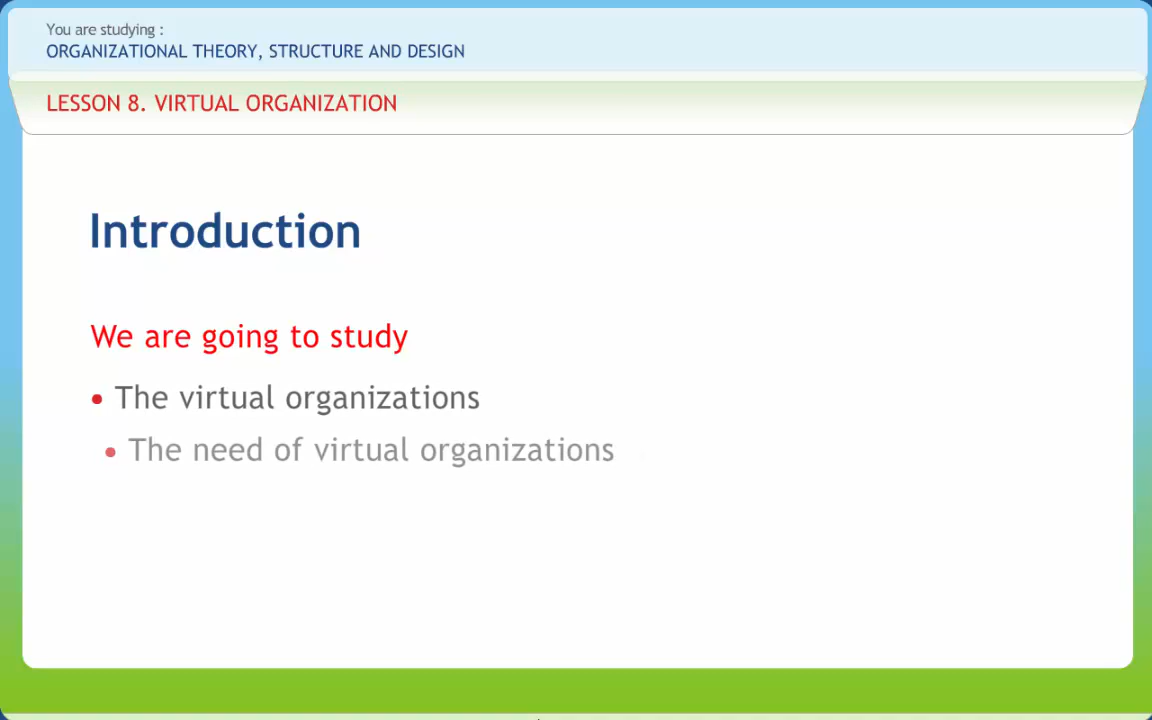 You are studying :
ORGANIZATIONAL THEORY, STRUCTURE AND DESIGN
LESSON 8. VIRTUAL ORGANIZATION
Introduction
We are going to study
• The virtual organizations
• The need of virtual organizations